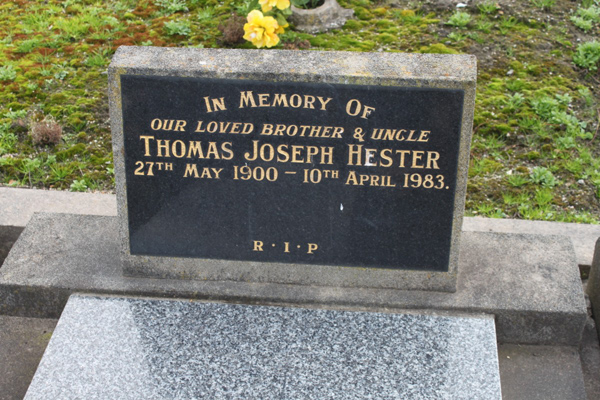 In Memory Of
OUR LOVED BROTHER & UNCLE
Thomas Joseph Hester
27TH May 1900 – 10TH April 1983.
R·I·P